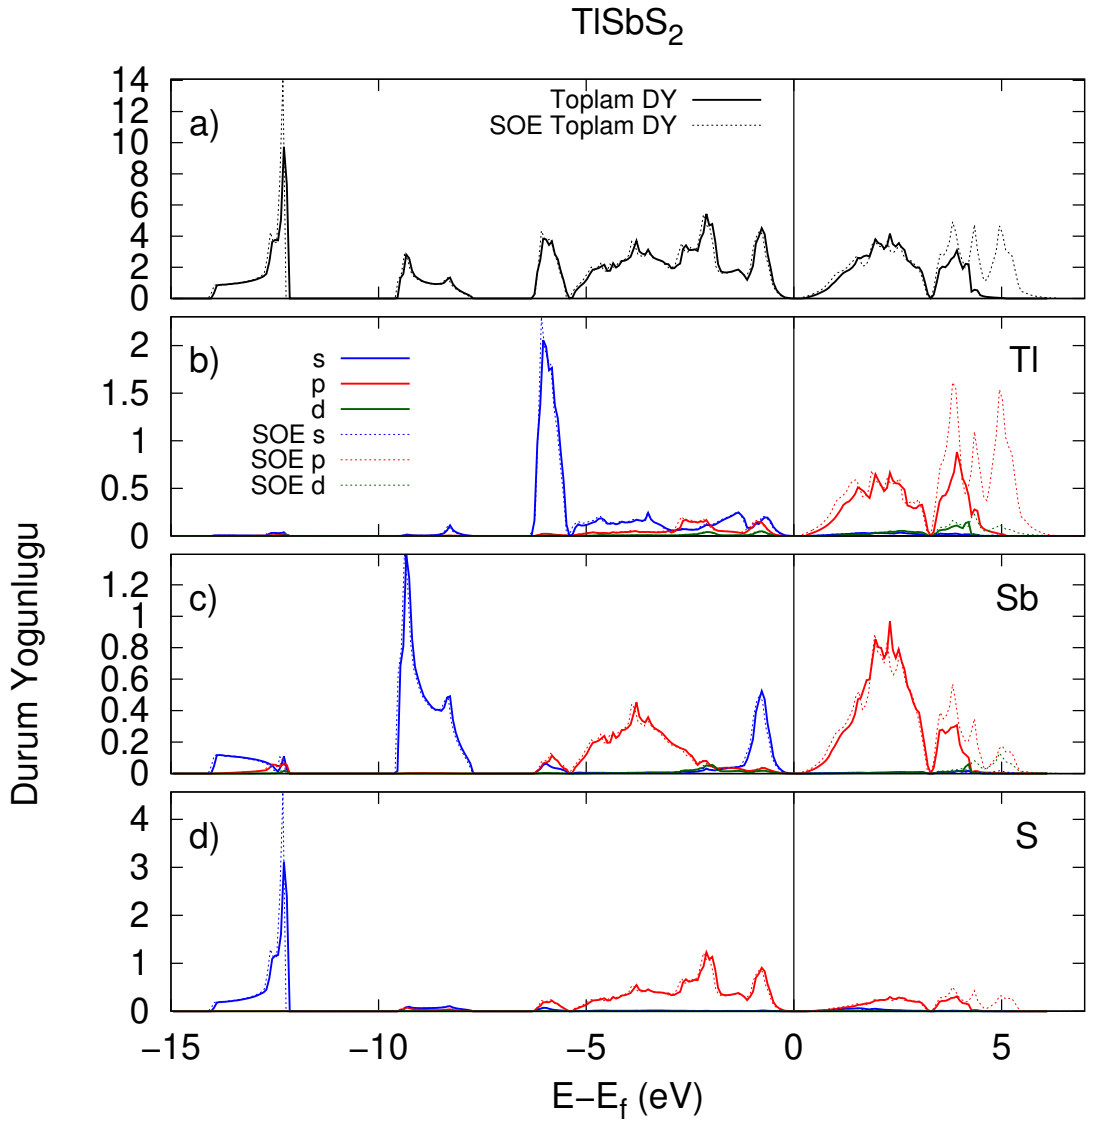 TlSbS2
14
12
10
8
6
4
2
0
a)
Toplam DY
SOE Toplam DY
2
1.5
1
0.5
0
b)
s
p
d
SOE s
SOE p
SOE d
Tl
1.2
1
0.8
0.6
0.4
0.2
0
c)
Sb
4
3
2
1
0
d)
S
−15
−10
−5
0
5
E−Ef (eV)
Durum Yogunlugu